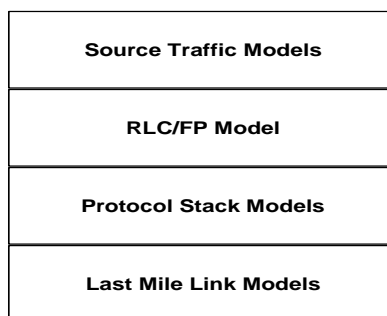 Source Traffic Models
RLC/FP Model
Protocol Stack Models
Last Mile Link Models